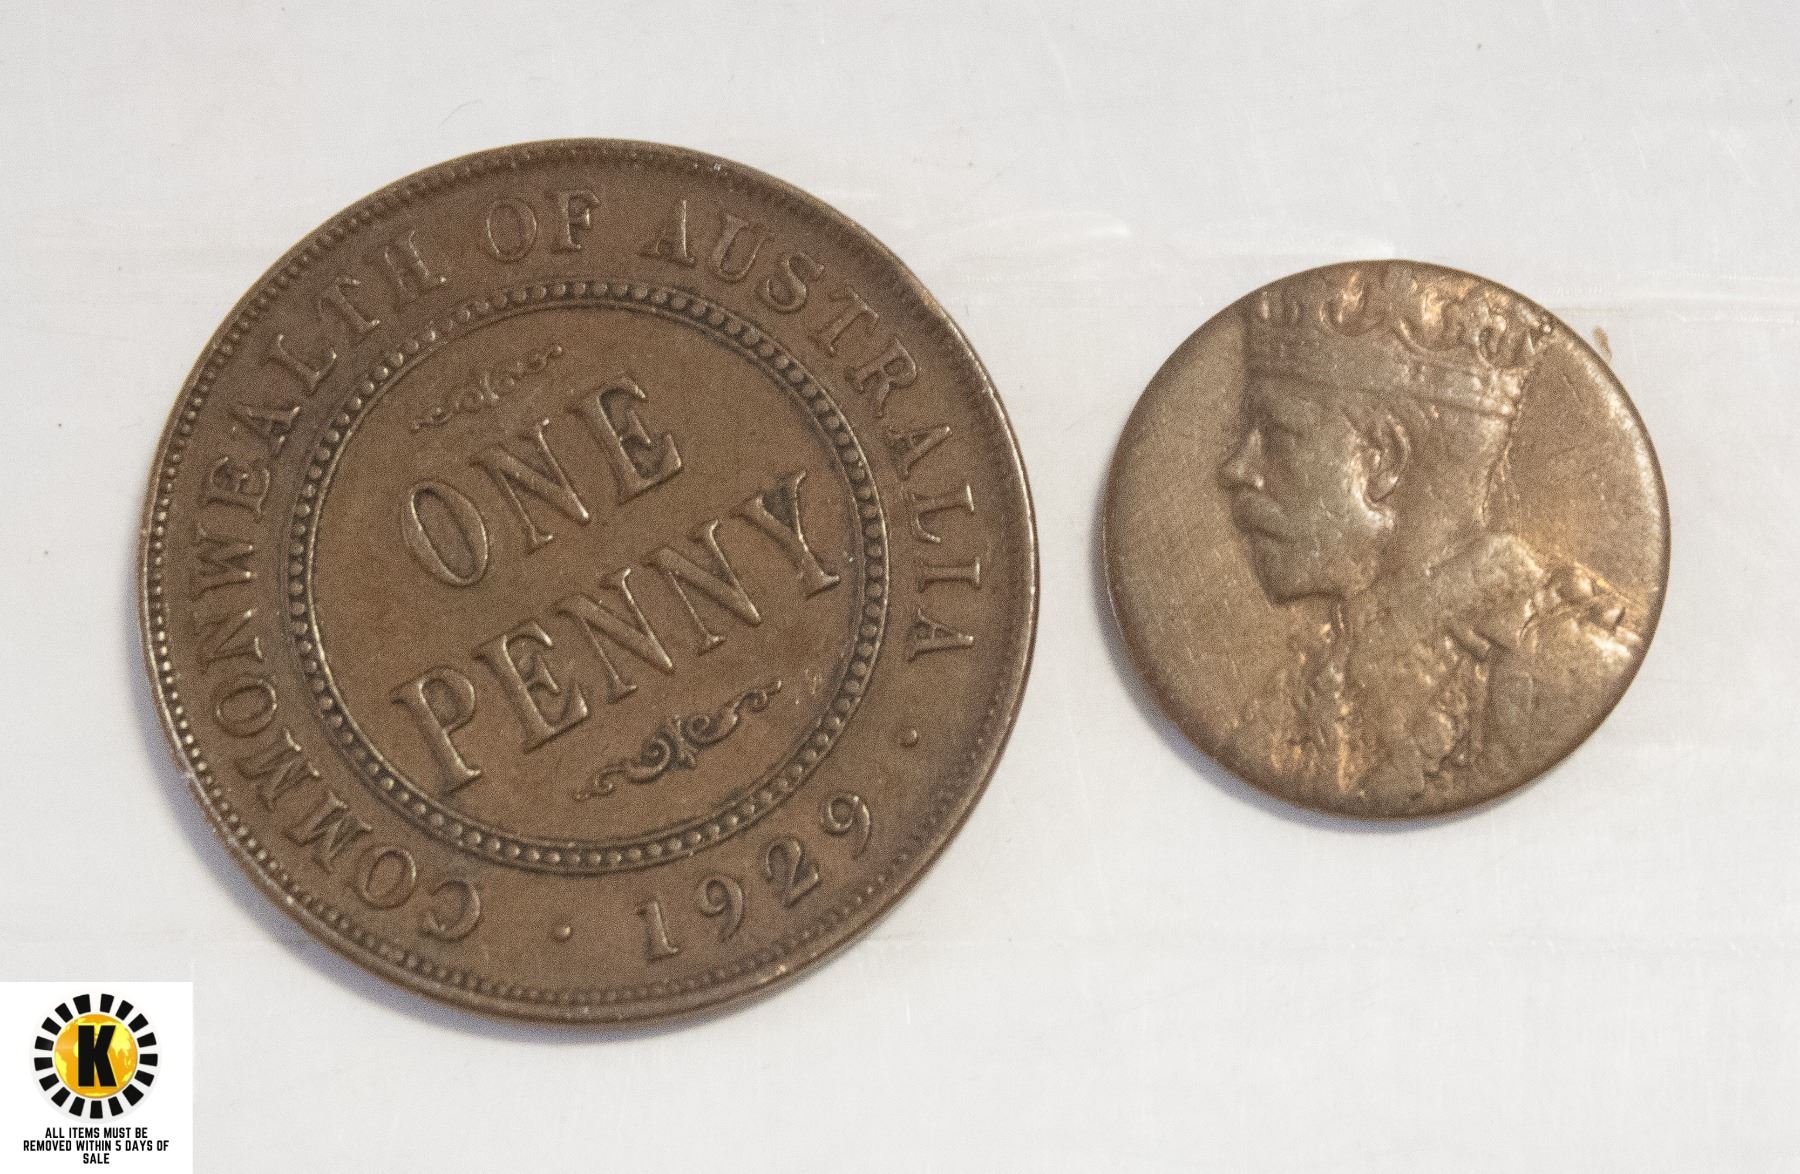 COMMONWEALTH OF AUSTRALIA
ONE
PENNY
· 1929 ·
K
ALL ITEMS MUST BE
REMOVED WITHIN 5 DAYS OF
SALE